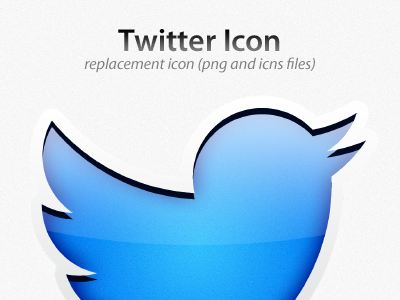 Twitter Icon
replacement icon (png and icns files)